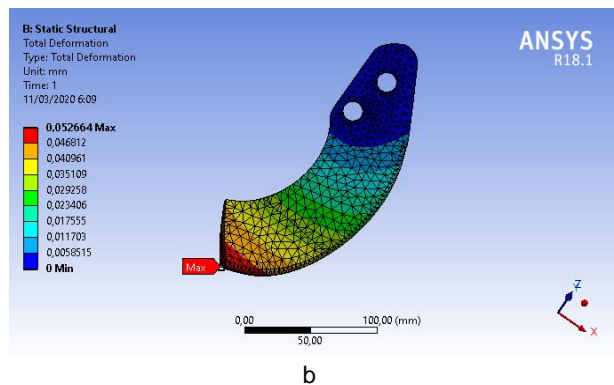 B: Static Structural
Total Deformation
Type: Total Deformation
Unit: mm
Time: 1
11/03/2020 6:09
ANSYS
R18.1
0,052664 Max
0,046812
0,040961
0,035109
0,029258
0,023406
0,017555
0,011703
0,0058515
0 Min
Max
0,00
100,00 (mm)
50,00
Z
Y
X
b